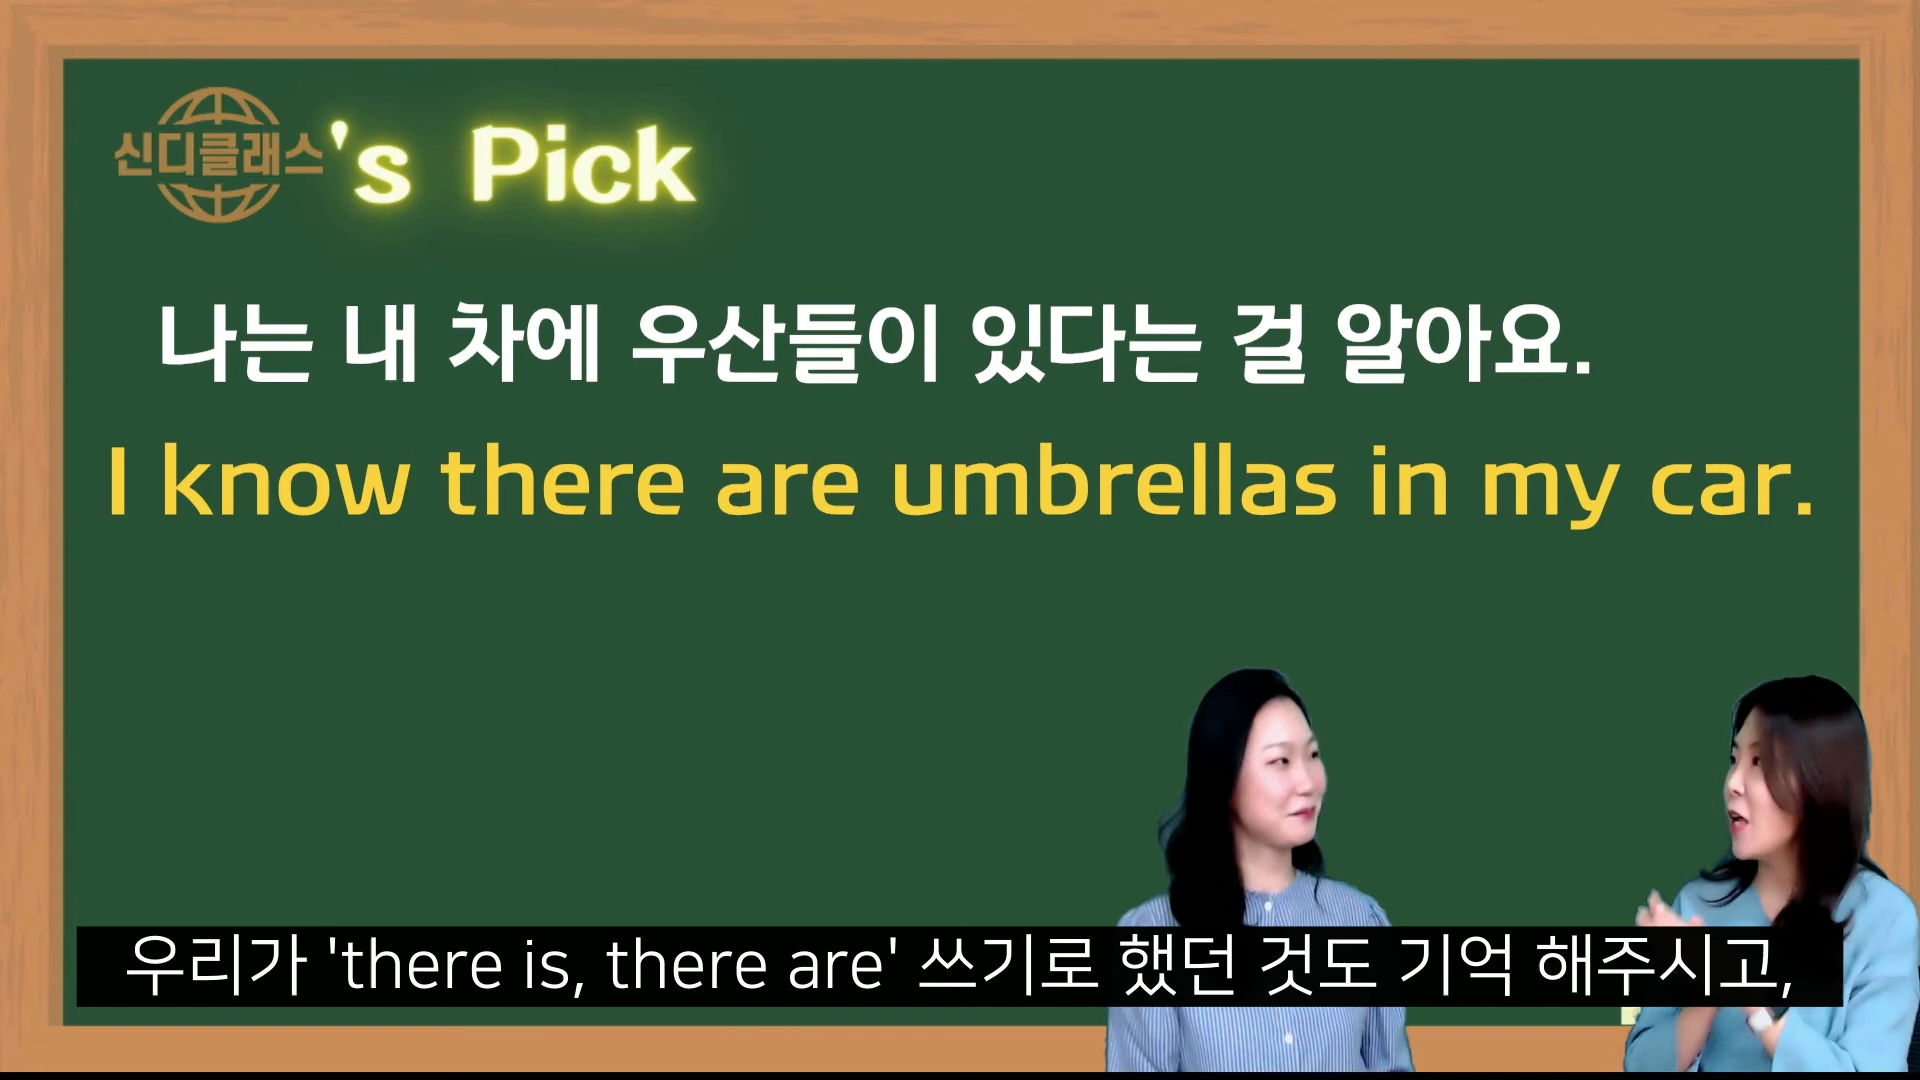 신디클래스's Pick
나는 내 차에 우산들이 있다는 걸 알아요.
I know there are umbrellas in my car.
우리가 'there is, there are' 쓰기로 했던 것도 기억 해주시고,